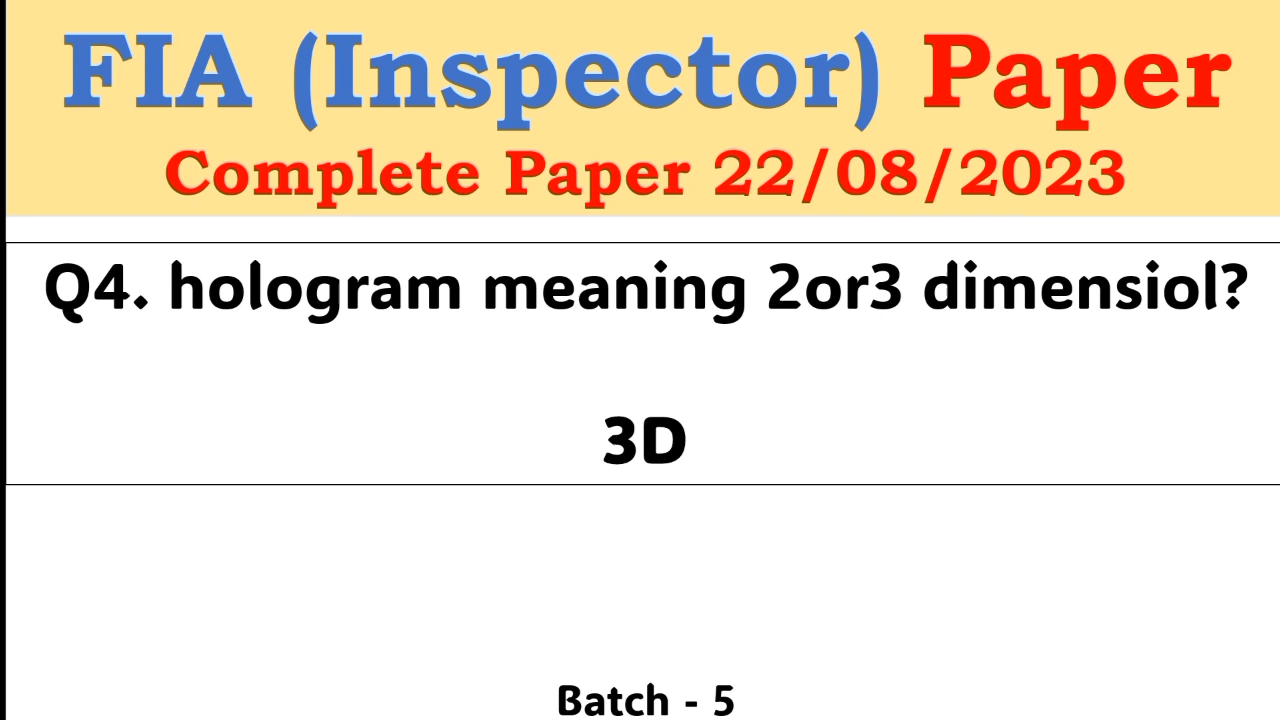 FIA (Inspector) Paper
Complete Paper 22/08/2023
Q4. hologram meaning 2or3 dimensiol?
3D
Batch - 5